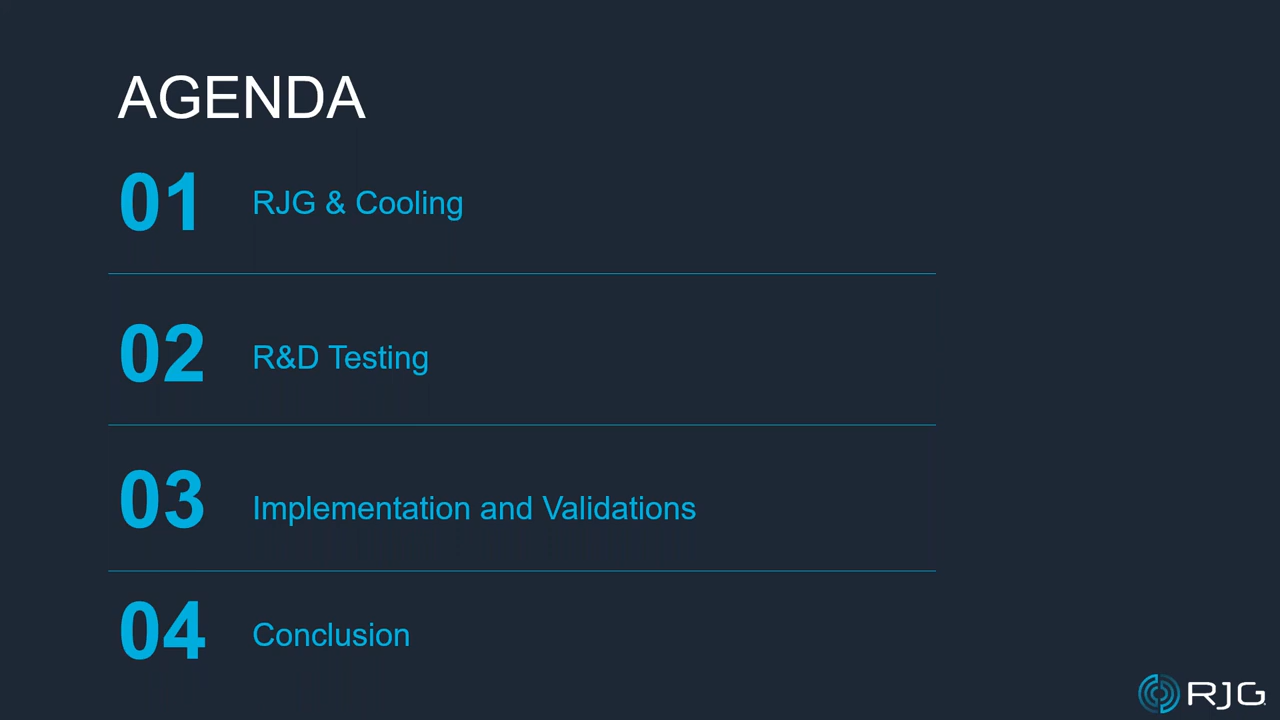 AGENDA
01 RJG & Cooling
02 R&D Testing
03 Implementation and Validations
04 Conclusion
RJG